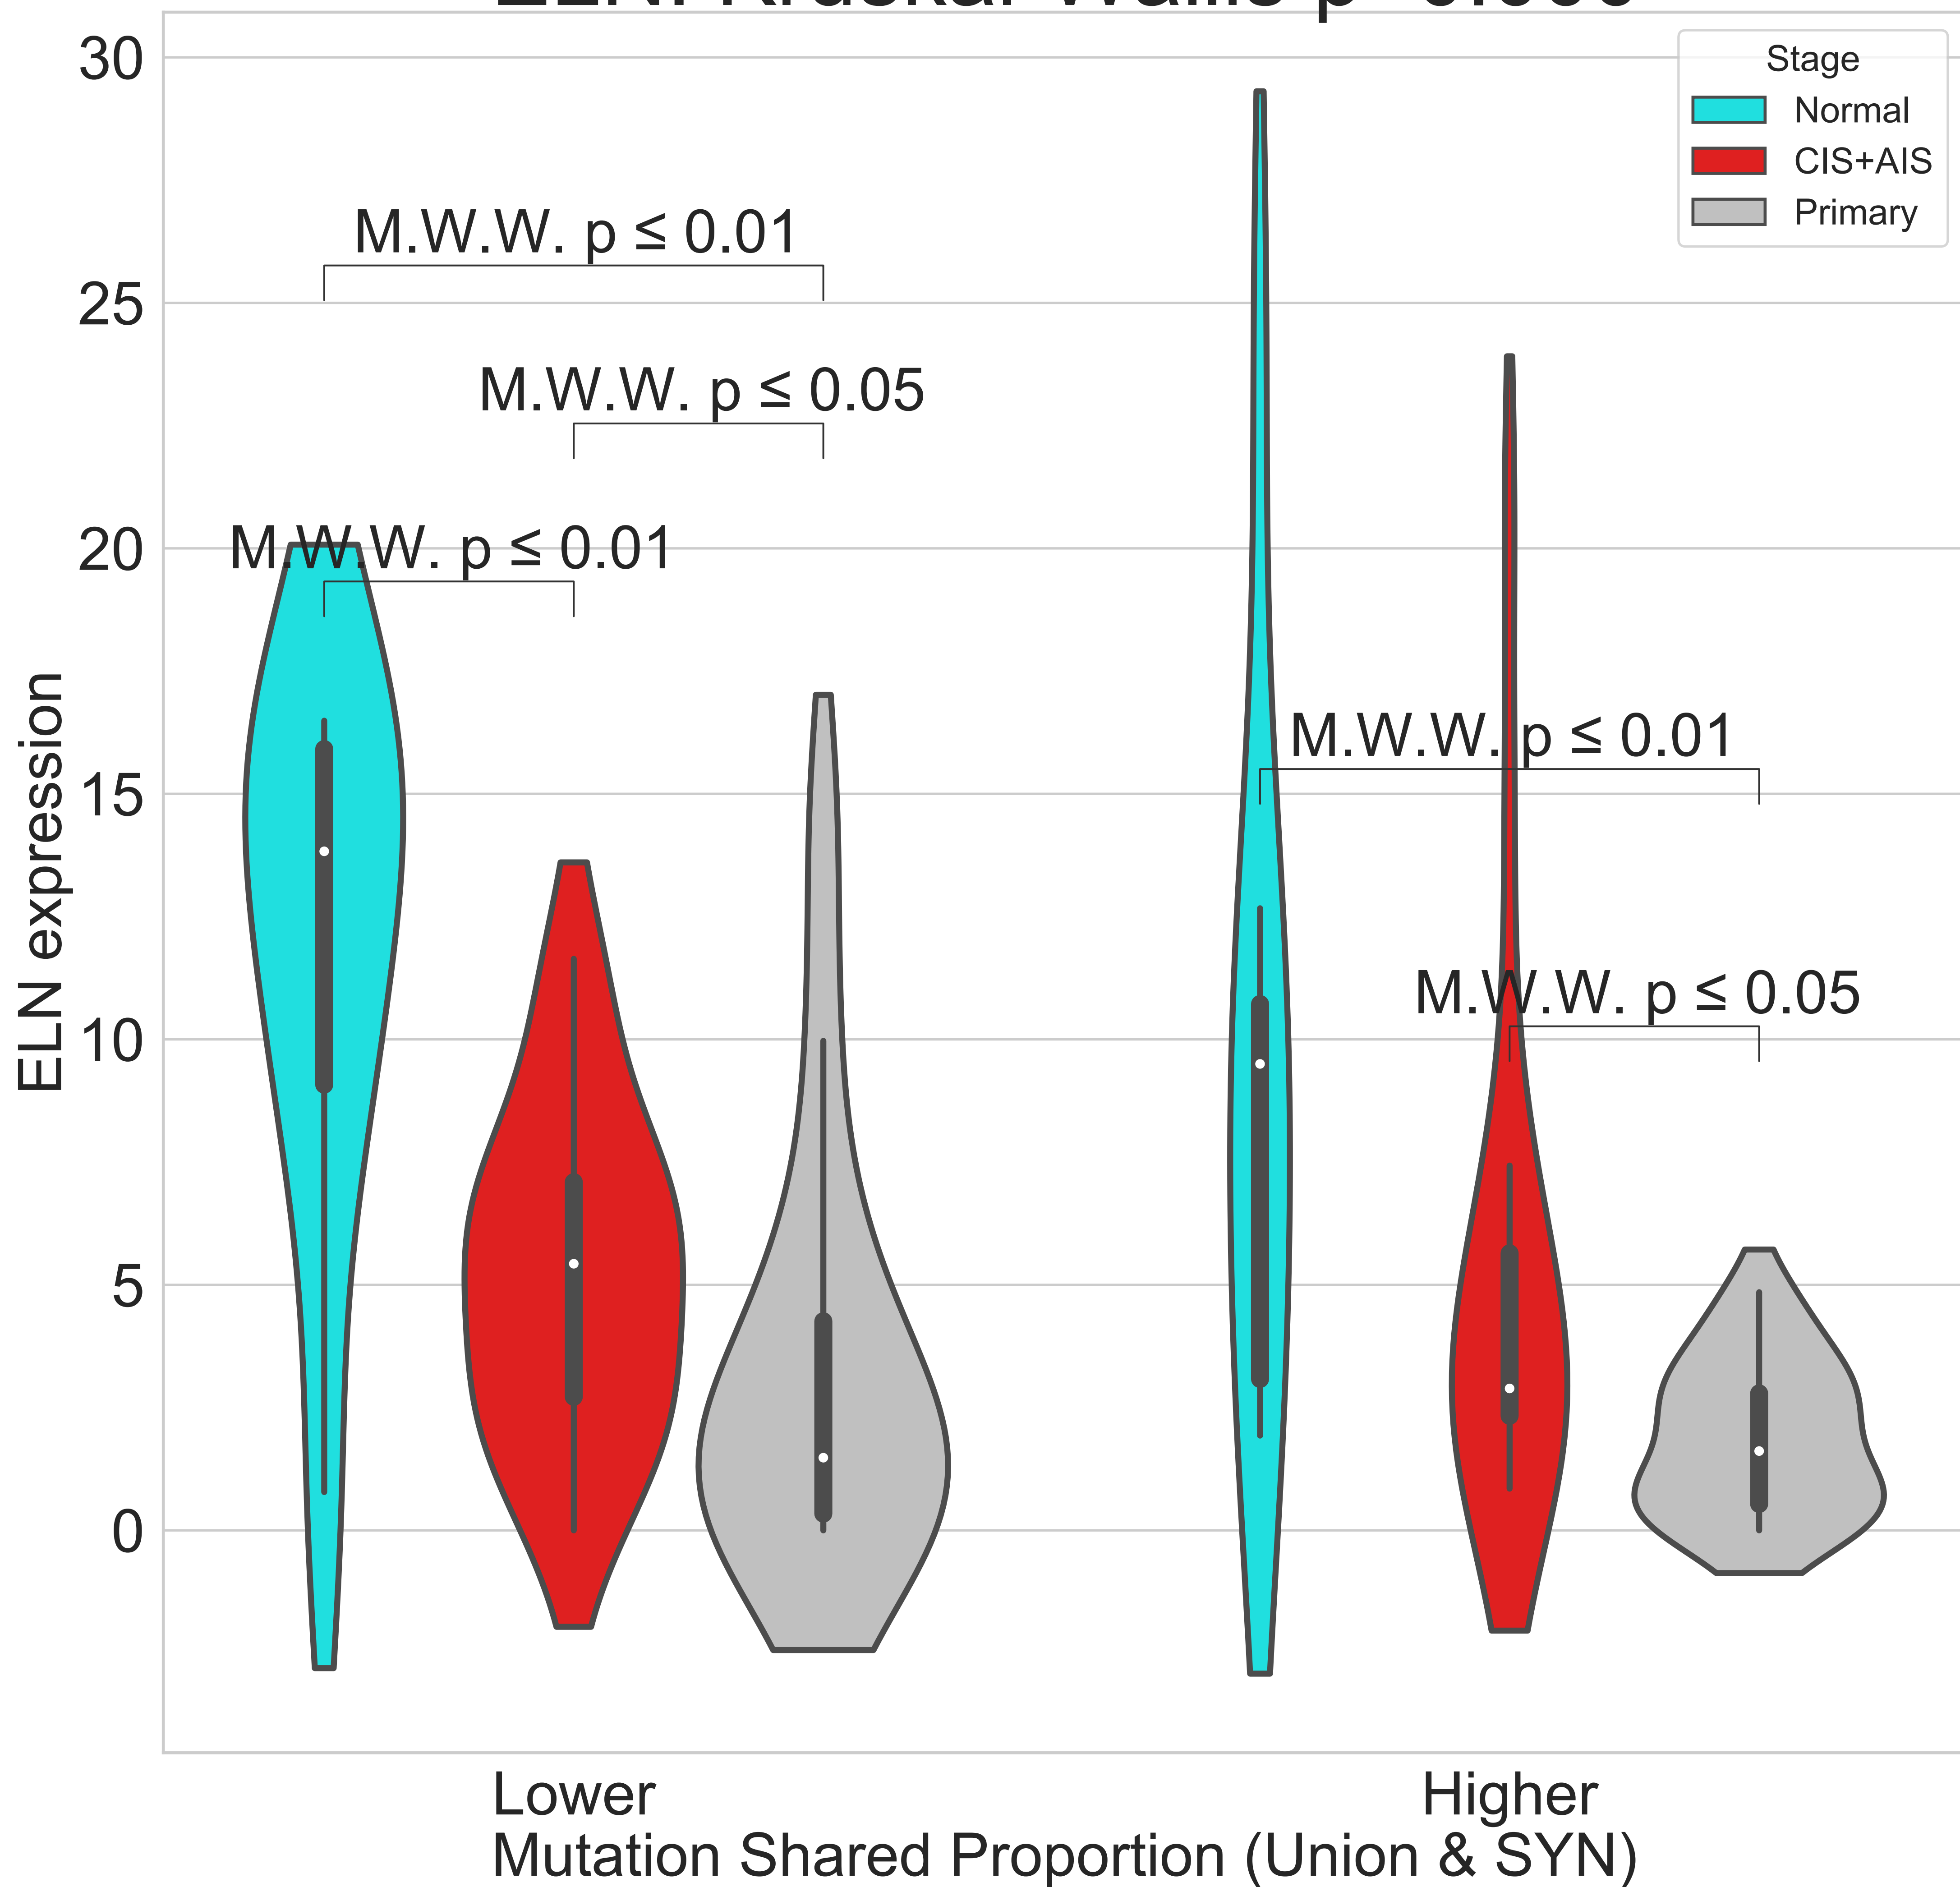 30
25
20
15
10
5
0
ELN expression
Stage
Normal
CIS+AIS
Primary
M.W.W. p ≤ 0.01
M.W.W. p ≤ 0.05
M.W.W. p ≤ 0.01
M.W.W. p ≤ 0.01
M.W.W. p ≤ 0.05
Lower
Higher
Mutation Shared Proportion (Union & SYN)